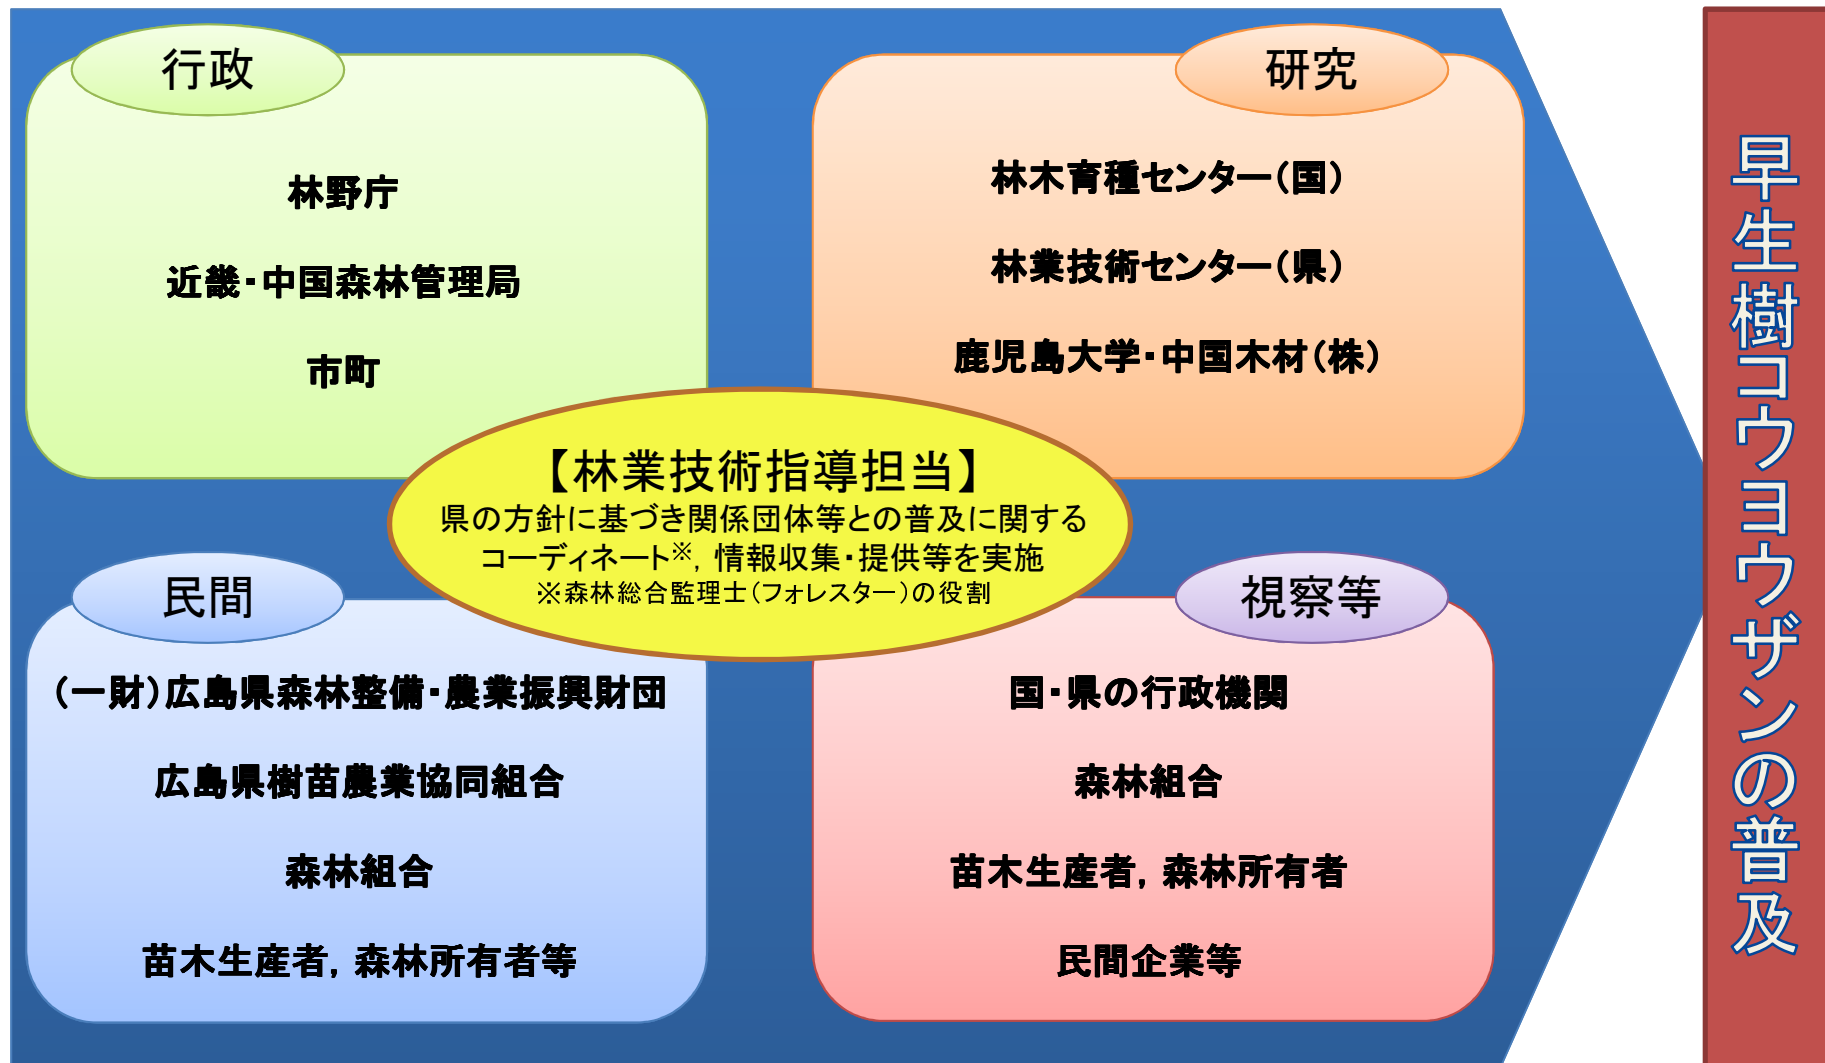 行政
林野庁
近畿・中国森林管理局
市町
研究
林木育種センター（国）
林業技術センター（県）
鹿児島大学・中国木材（株）
【林業技術指導担当】
県の方針に基づき関係団体等との普及に関する
コーディネート※，情報収集・提供等を実施
※森林総合監理士（フォレスター）の役割
民間
（一財）広島県森林整備・農業振興財団
広島県樹苗農業協同組合
森林組合
苗木生産者，森林所有者等
視察等
国・県の行政機関
森林組合
苗木生産者，森林所有者
民間企業等
早生樹コウヨウザンの普及